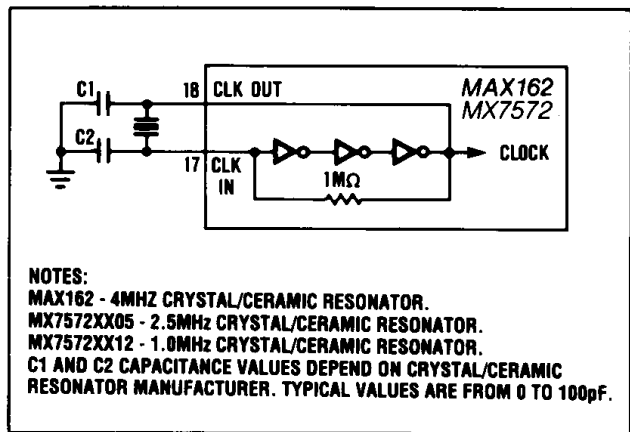 C1
18 CLK OUT
MAX162
MX7572
C2
17 CLK IN
CLOCK
1MΩ
NOTES:
MAX162 - 4MHZ CRYSTAL/CERAMIC RESONATOR.
MX7572XX05 - 2.5MHz CRYSTAL/CERAMIC RESONATOR.
MX7572XX12 - 1.0MHz CRYSTAL/CERAMIC RESONATOR.
C1 AND C2 CAPACITANCE VALUES DEPEND ON CRYSTAL/CERAMIC
RESONATOR MANUFACTURER. TYPICAL VALUES ARE FROM 0 TO 100pF.